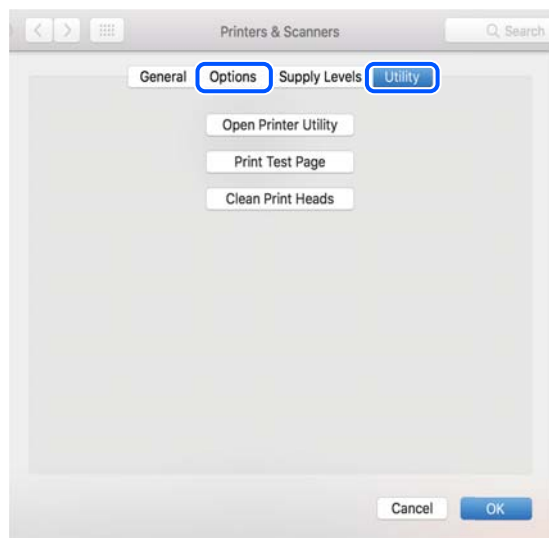 Printers & Scanners
Search
General Options Supply Levels Utility
Open Printer Utility
Print Test Page
Clean Print Heads
Cancel OK